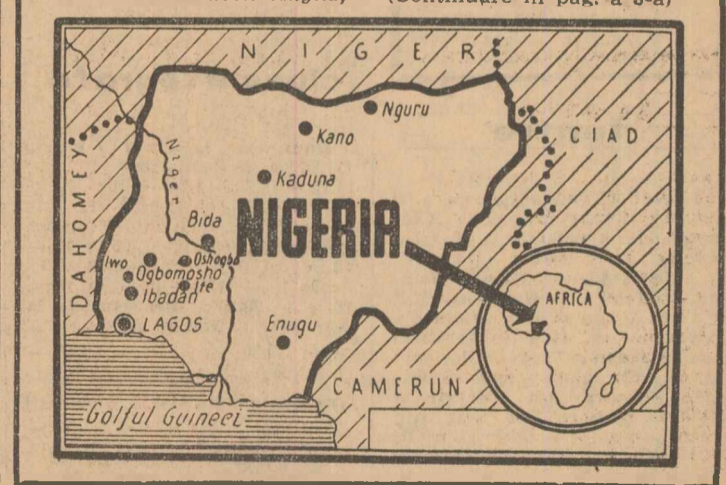 (Continuare în pag. a 3-a)
N I G E R
Nguru
Kano
CIAD
DAHOMEY
Niger
Kaduna
Bida
NIGERIA
Iwo
Oshogbo
Ogbomosho
Ife
Ibadan
AFRICA
LAGOS
Enugu
CAMERUN
Golful Guineei